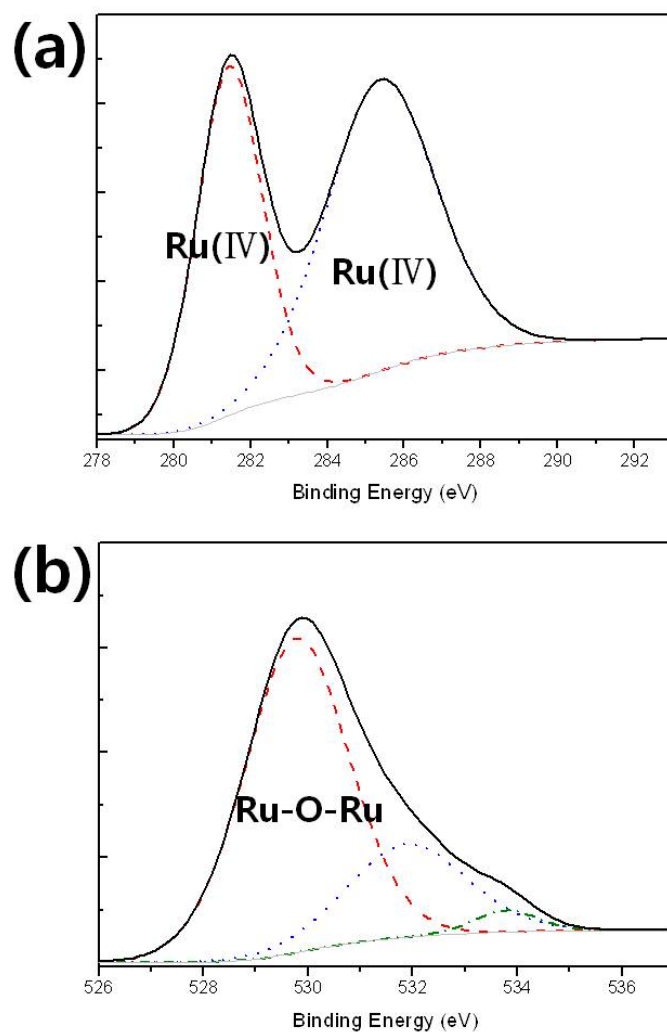 (a)
Ru(Ⅳ)
Ru(Ⅳ)
278 280 282 284 286 288 290 292
Binding Energy (eV)
(b)
Ru-O-Ru
526 528 530 532 534 536
Binding Energy (eV)